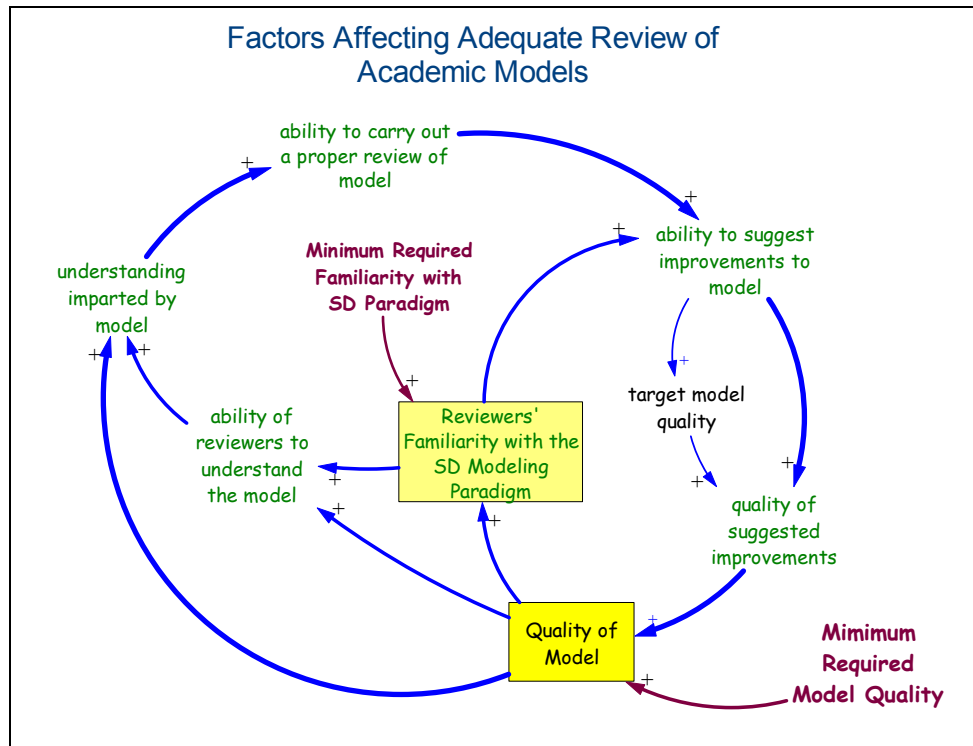 Factors Affecting Adequate Review of
Academic Models
ability to carry out
a proper review of
model
+
+
+
ability to suggest
improvements to
model
Minimum Required
Familiarity with
SD Paradigm
understanding
imparted by
model
+
+
+
+
target model
quality
Reviewers'
Familiarity with the
SD Modeling
Paradigm
ability of
reviewers to
understand
the model
+
+
+
+
quality of
suggested
improvements
+
+
Quality of
Model
+
Mimimum
Required
Model Quality
+